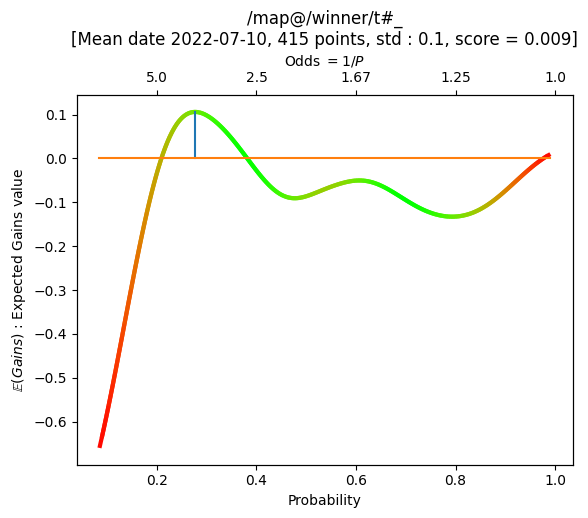 /map@/winner/t#_
[Mean date 2022-07-10, 415 points, std : 0.1, score = 0.009]
Odds = 1/P
5.0 2.5 1.67 1.25 1.0
0.1
0.0
−0.1
−0.2
−0.3
−0.4
−0.5
−0.6
𝔼(Gains) : Expected Gains value
0.2 0.4 0.6 0.8 1.0
Probability